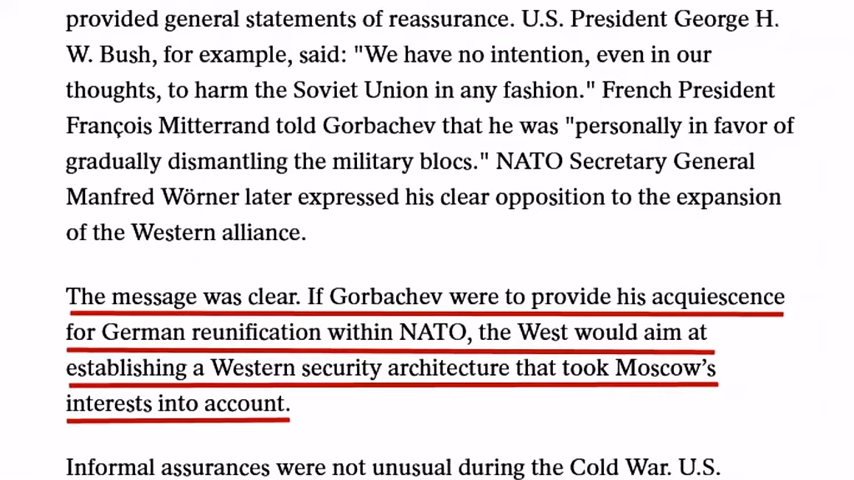 provided general statements of reassurance. U.S. President George H.
W. Bush, for example, said: "We have no intention, even in our
thoughts, to harm the Soviet Union in any fashion." French President
François Mitterrand told Gorbachev that he was "personally in favor of
gradually dismantling the military blocs." NATO Secretary General
Manfred Wörner later expressed his clear opposition to the expansion
of the Western alliance.
The message was clear. If Gorbachev were to provide his acquiescence
for German reunification within NATO, the West would aim at
establishing a Western security architecture that took Moscow’s
interests into account.
Informal assurances were not unusual during the Cold War. U.S.